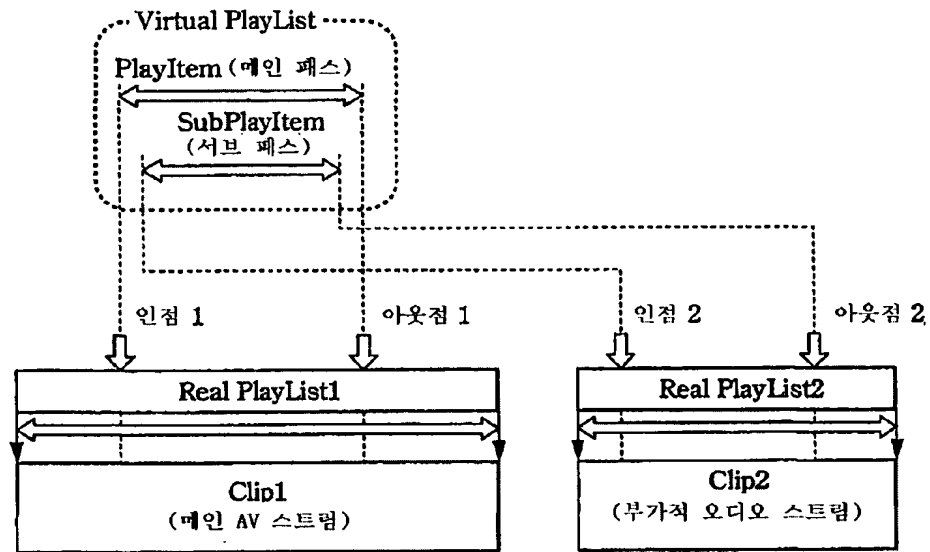 Virtual PlayList
PlayItem (메인 패스)
SubPlayItem
(서브 패스)
인점 1
아웃점 1
인점 2
아웃점 2
Real PlayList1
Real PlayList2
Clip1
(메인 AV 스트림)
Clip2
(부가적 오디오 스트림)